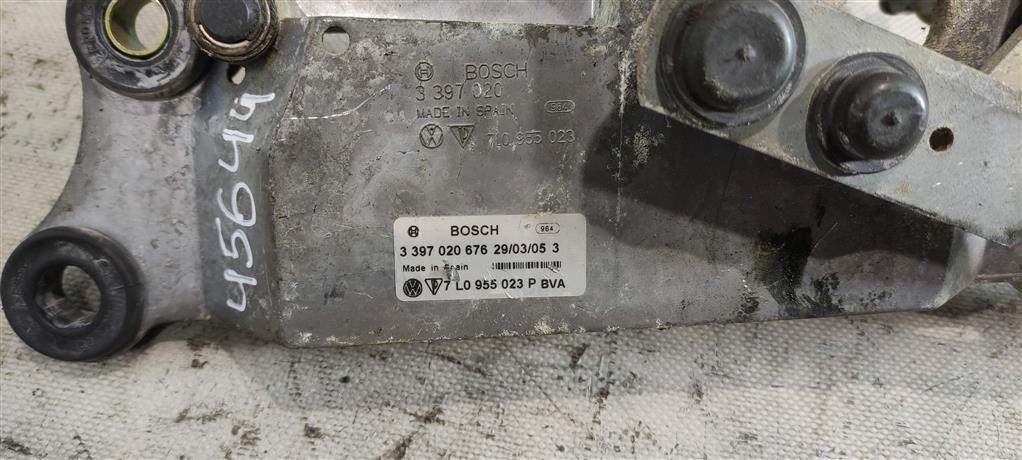 BOSCH
3 397 020
MADE IN SPAIN
964
7L0 955 023
BOSCH
964
3 397 020 676 29/03/05 3
Made in Spain
7 L0 955 023 P BVA
45644